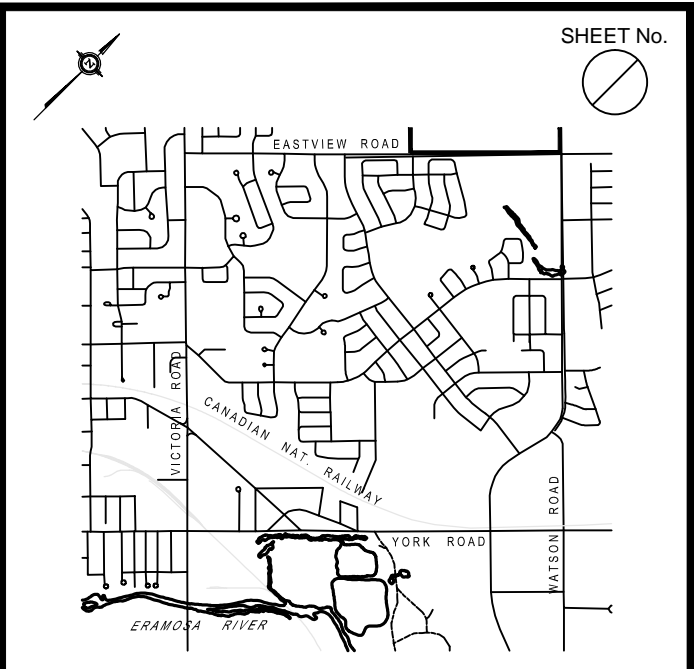 SHEET No.
N
EASTVIEW ROAD
VICTORIA ROAD
CANADIAN NAT. RAILWAY
YORK ROAD
WATSON ROAD
ERAMOSA RIVER